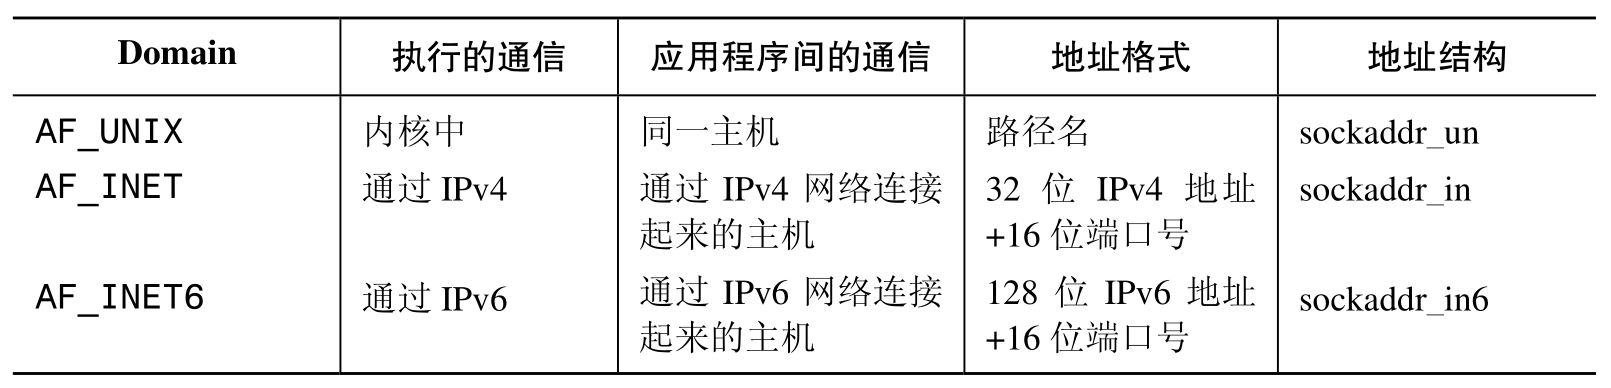 Domain 执行的通信 应用程序间的通信 地址格式 地址结构
AF_UNIX 内核中 同一主机 路径名 sockaddr_un
AF_INET 通过 IPv4 通过 IPv4 网络连接 32 位 IPv4 地址 sockaddr_in
起来的主机 +16 位端口号
AF_INET6 通过 IPv6 通过 IPv6 网络连接 128 位 IPv6 地址 sockaddr_in6
起来的主机 +16 位端口号